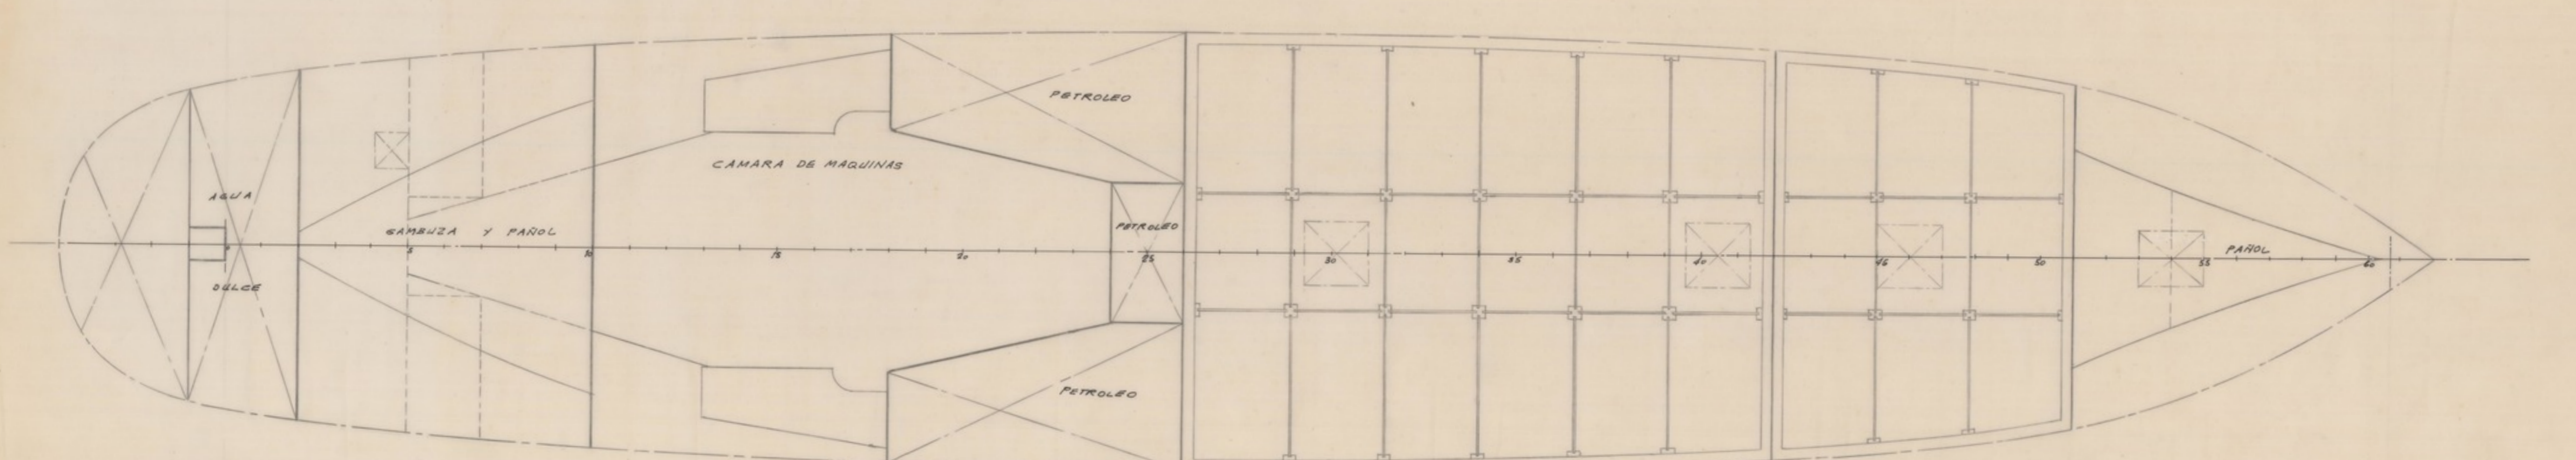 PETROLEO
CAMARA DE MAQUINAS
AGUA
GAMBUZA Y PAÑOL
PETROLEO
PAÑOL
5 10 15 20 25 30 35 40 45 50 55 60
DULCE
PETROLEO